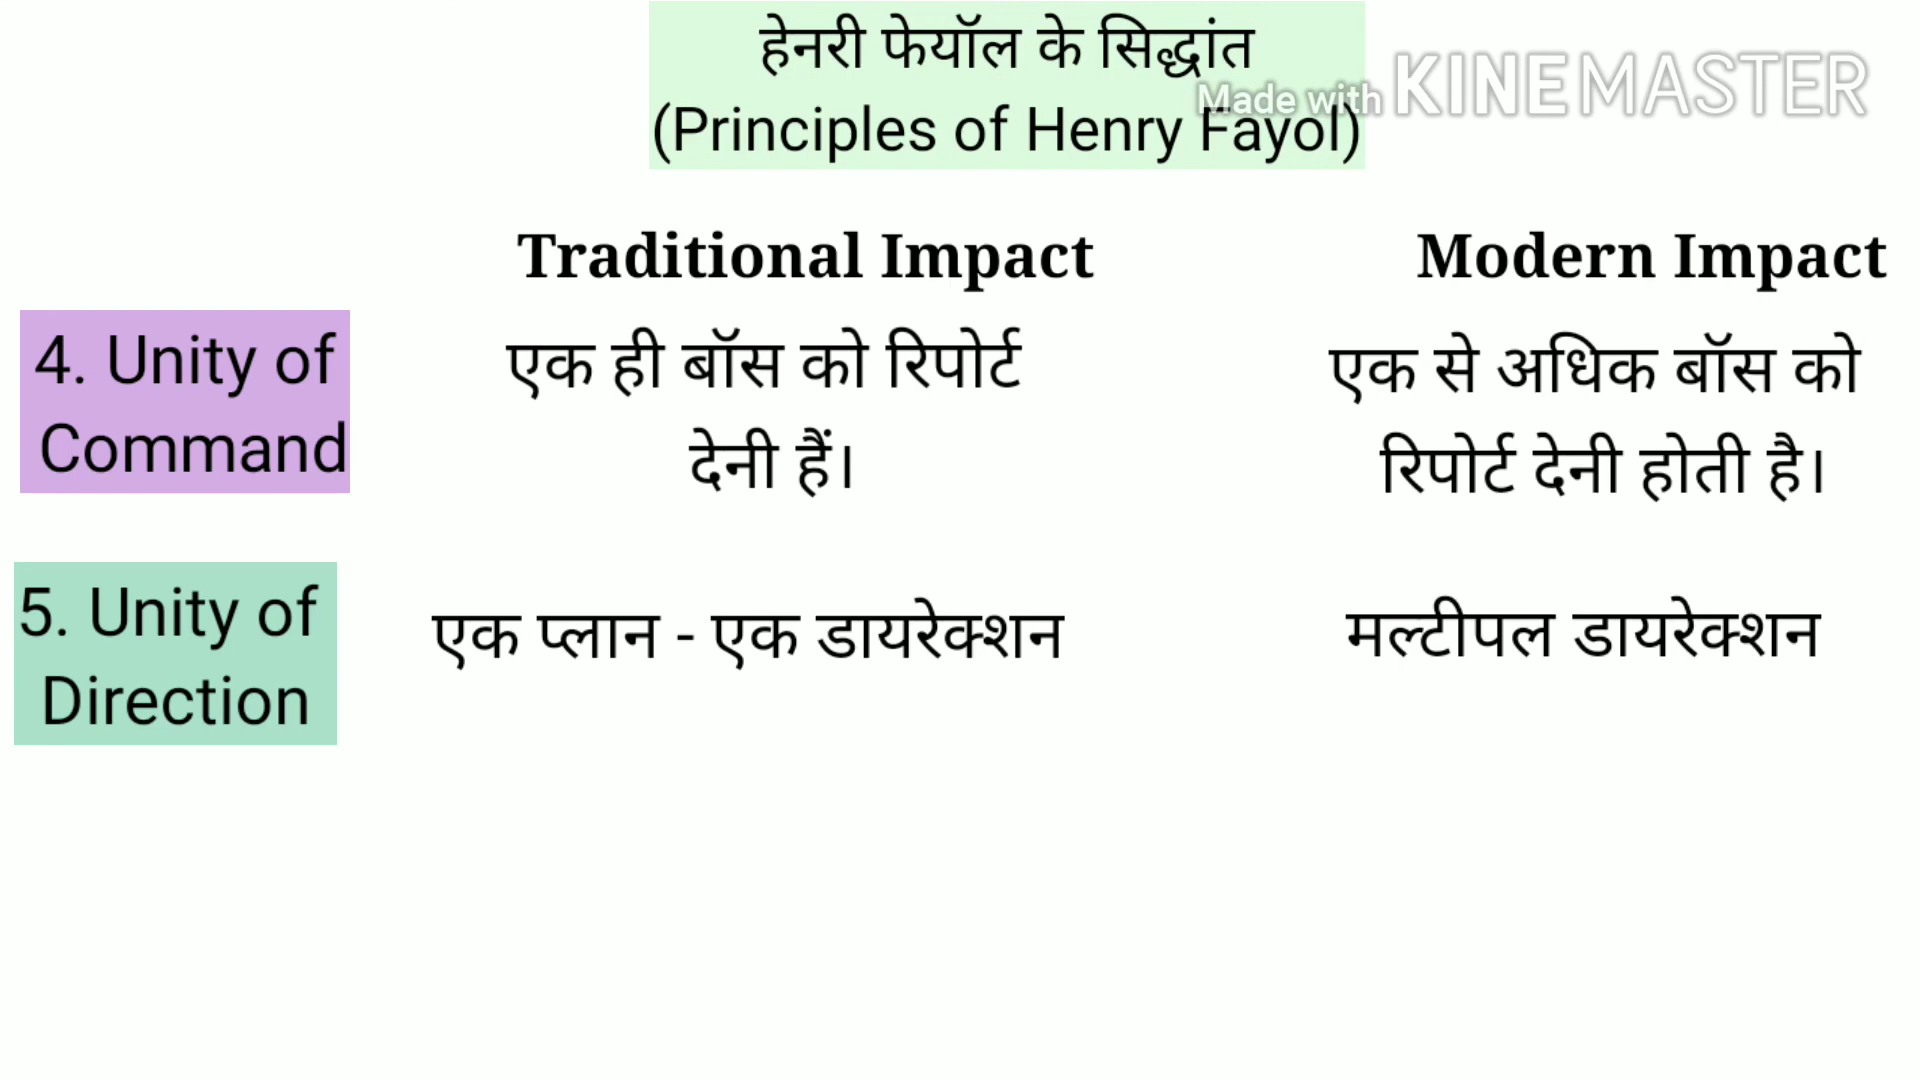 हेनरी फेयॉल के सिद्धांत
(Principles of Henry Fayol)
Made with KINEMASTER
Traditional Impact
Modern Impact
4. Unity of
Command
एक ही बॉस को रिपोर्ट
देनी हैं।
एक से अधिक बॉस को
रिपोर्ट देनी होती है।
5. Unity of
Direction
एक प्लान - एक डायरेक्शन
मल्टीपल डायरेक्शन